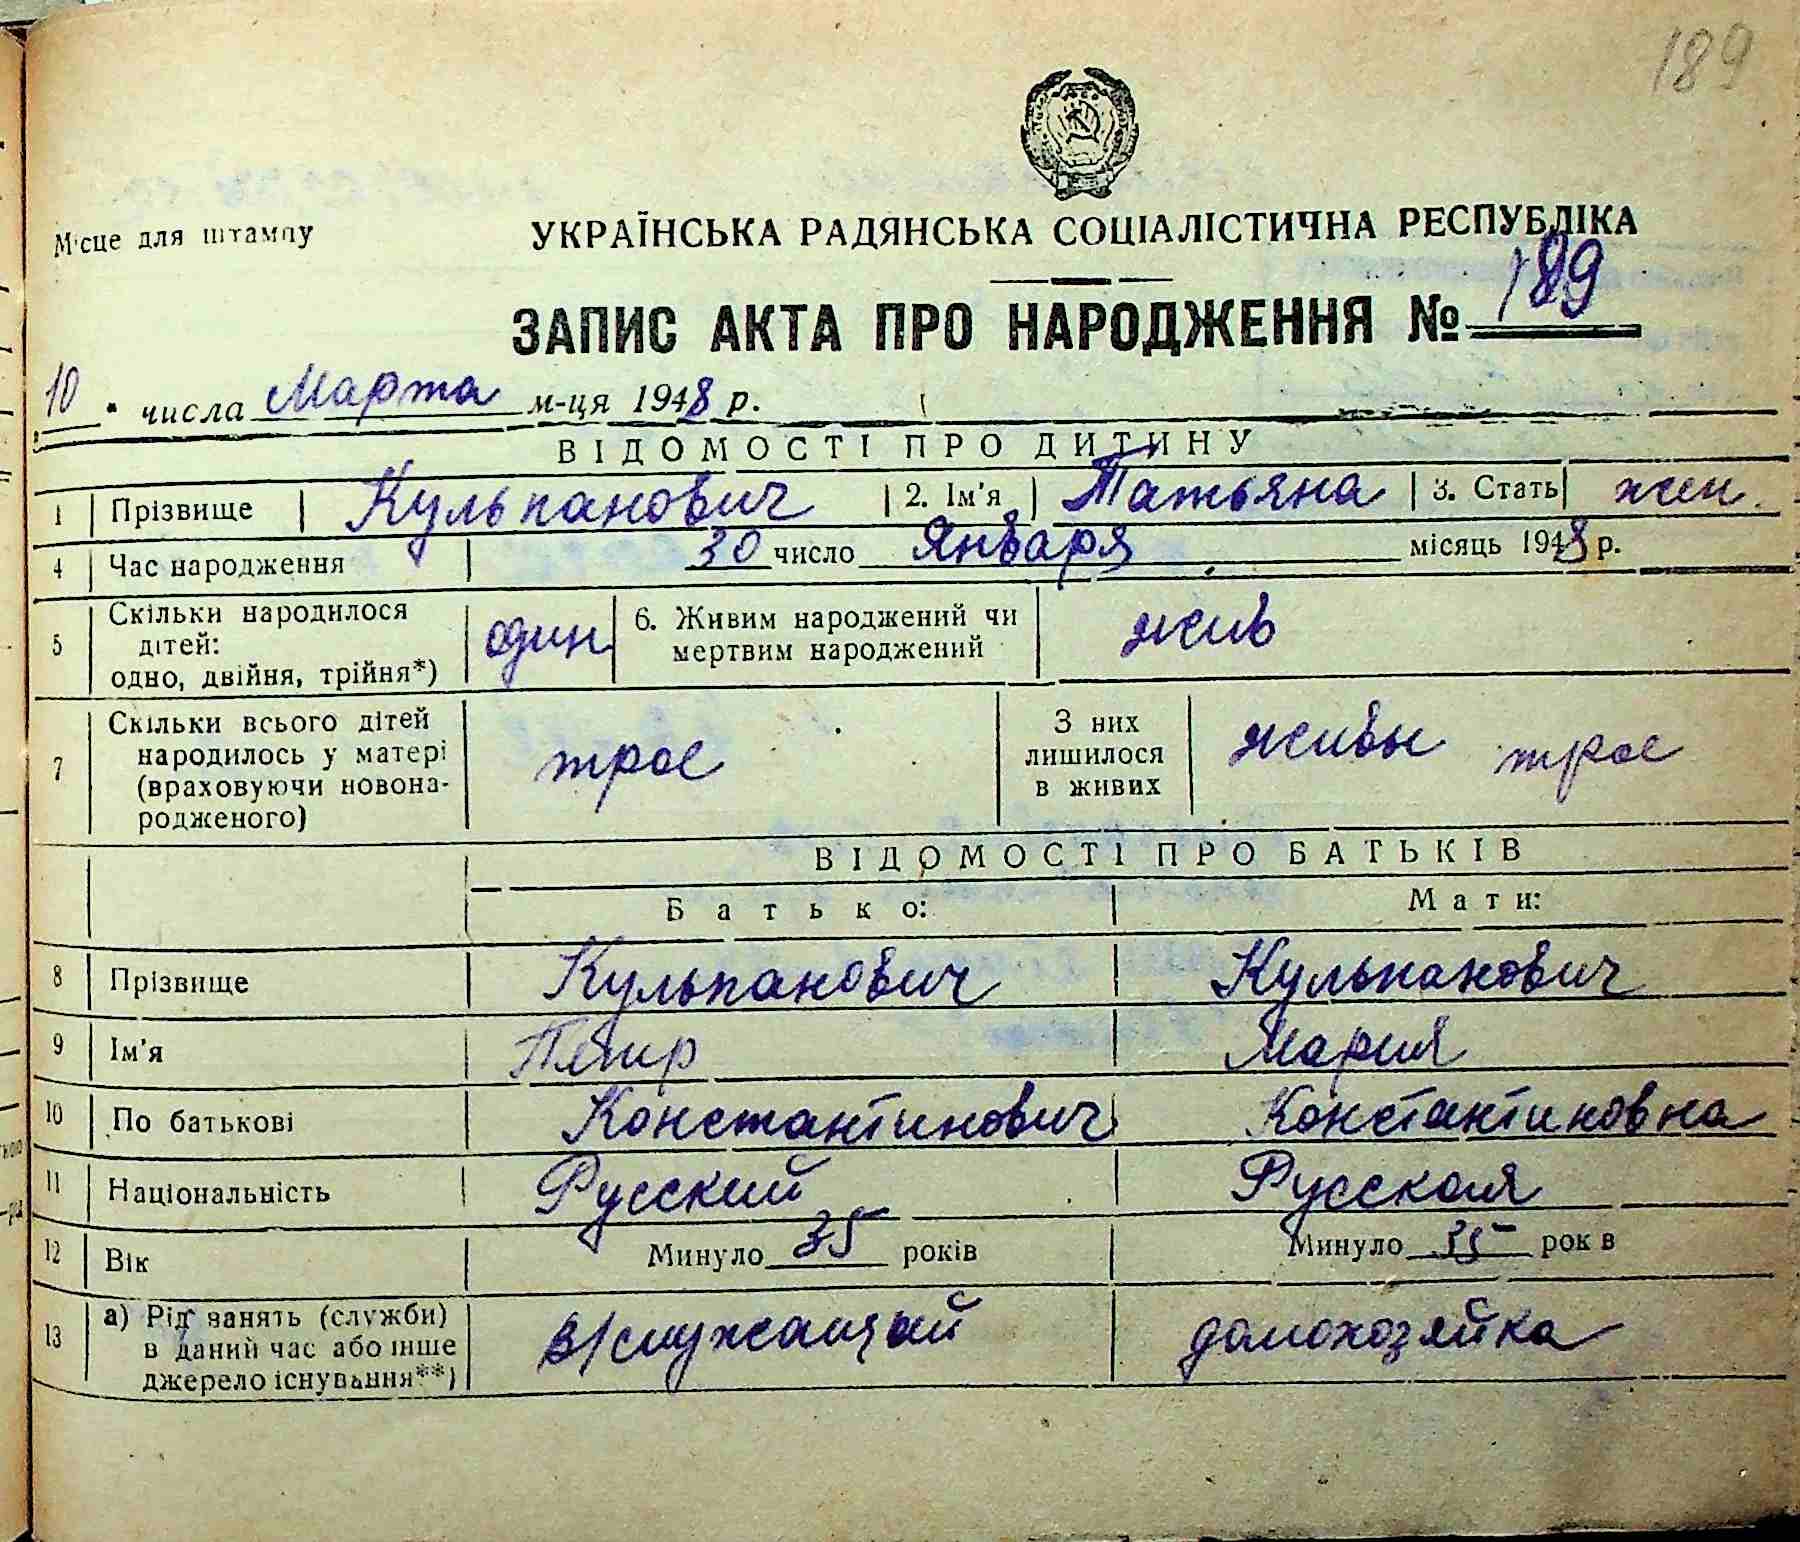 189
Місце для штампу
УКРАЇНСЬКА РАДЯНСЬКА СОЦІАЛІСТИЧНА РЕСПУБЛІКА
ЗАПИС АКТА ПРО НАРОДЖЕННЯ № 189
10 числа Марта м-ця 1948 р.
ВІДОМОСТІ ПРО ДИТИНУ
1 Прізвище Кульпанович 2. Ім'я Татьяна 3. Стать жен.
4 Час народження 30 число Января місяць 1948 р.
5 Скільки народилося дітей: одно, двійня, трійня*) один 6. Живим народжений чи мертвим народжений жив
7 Скільки всього дітей народилось у матері (враховуючи новонародженого) трое З них лишилося в живих живы трое
ВІДОМОСТІ ПРО БАТЬКІВ
Батько: Мати:
8 Прізвище Кульпанович Кульпанович
9 Ім'я Петр Мария
10 По батькові Константинович Константиновна
11 Національність Русский Русская
12 Вік Минуло 35 років Минуло 35 років
13 а) Рід занять (служби) в даний час або інше джерело існування**) в/служащий домохозяйка